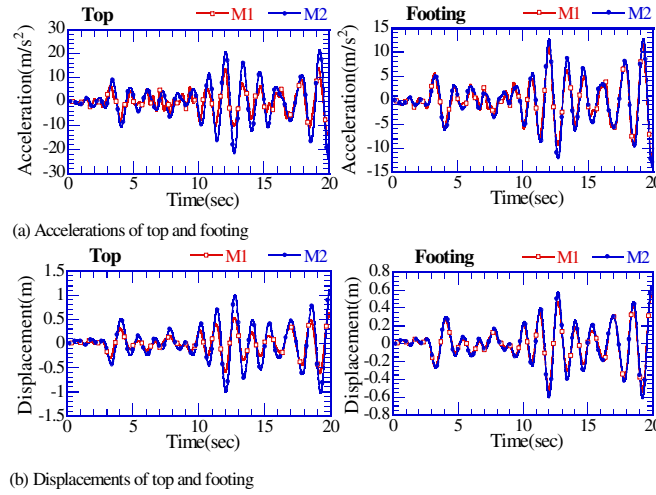 Top M1 M2
Acceleration(m/s²)
30
20
10
0
-10
-20
-30
0 5 10 15 20
Time(sec)
Footing M1 M2
Acceleration(m/s²)
15
10
5
0
-5
-10
-15
0 5 10 15 20
Time(sec)
(a) Accelerations of top and footing
Top M1 M2
Displacement(m)
1.5
1
0.5
0
-0.5
-1
-1.5
0 5 10 15 20
Time(sec)
Footing M1 M2
Displacement(m)
0.8
0.6
0.4
0.2
0
-0.2
-0.4
-0.6
-0.8
0 5 10 15 20
Time(sec)
(b) Displacements of top and footing